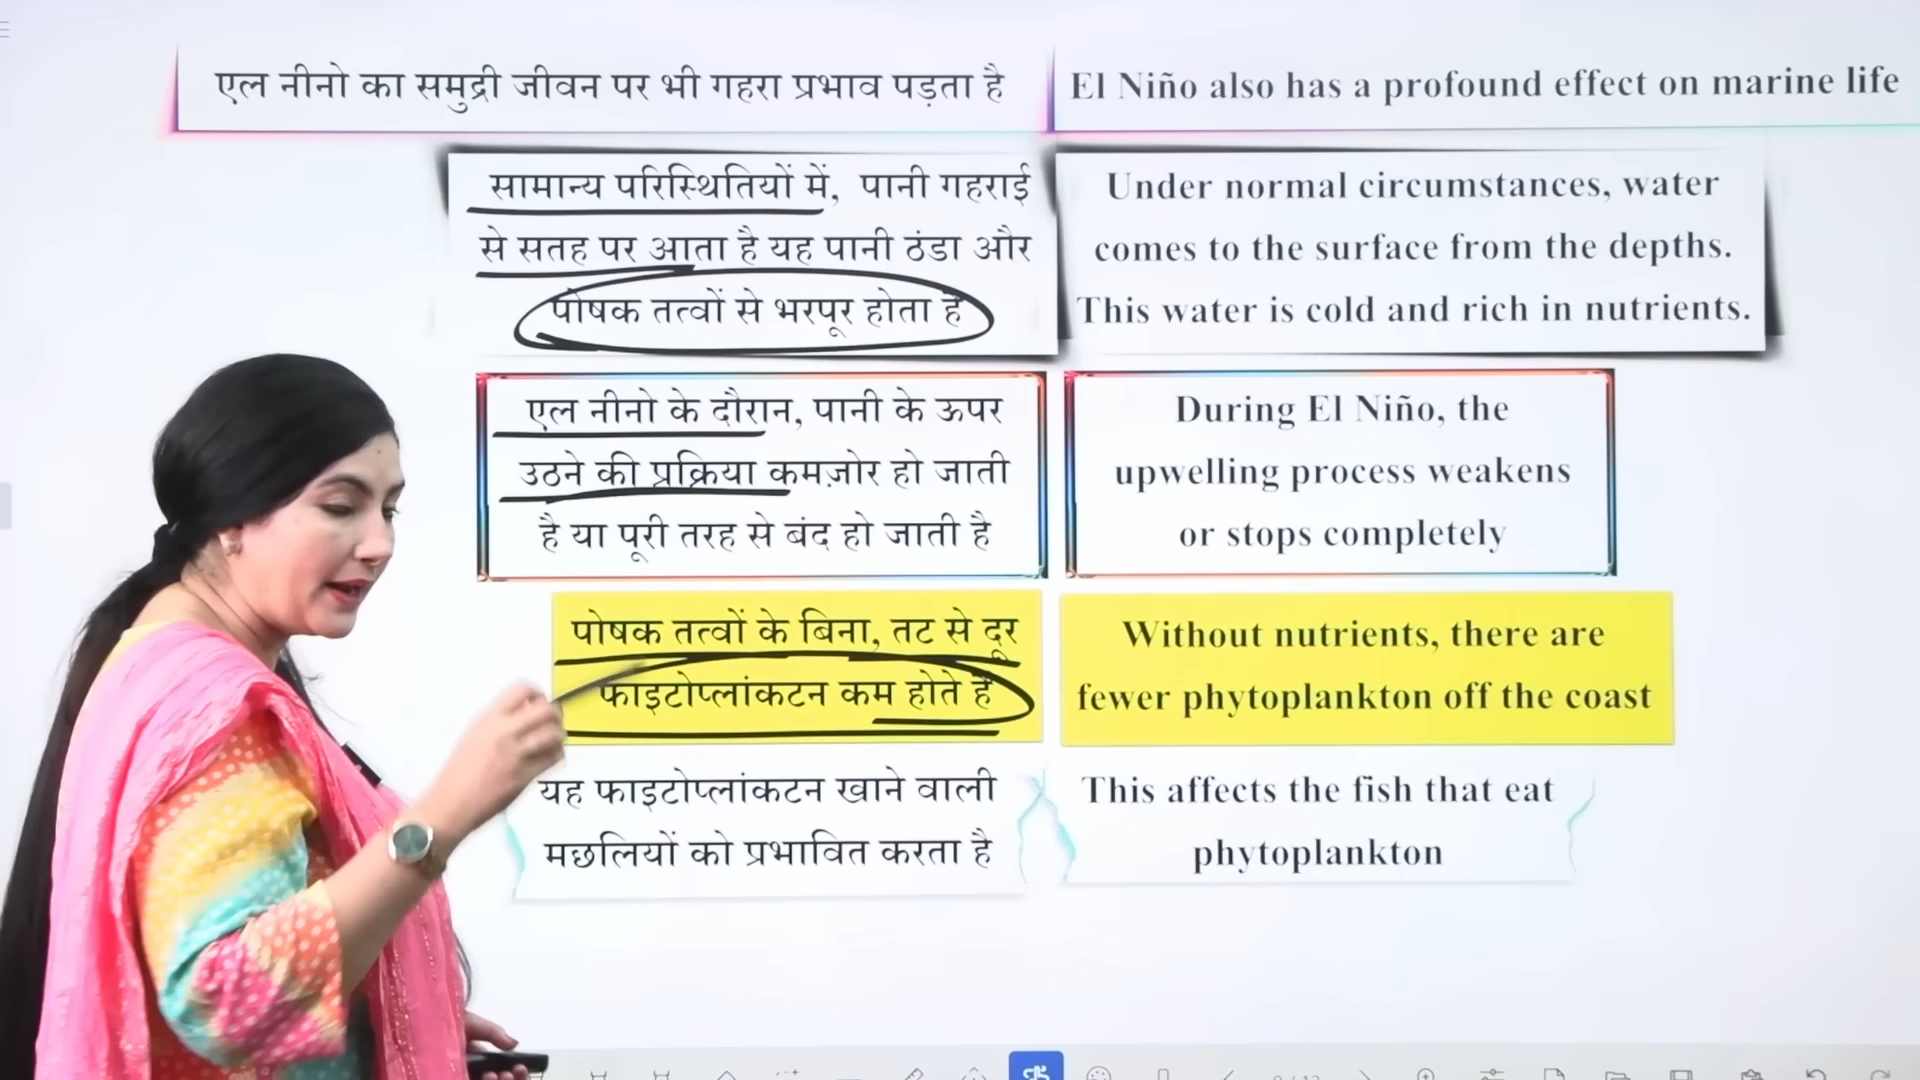 एल नीनो का समुद्री जीवन पर भी गहरा प्रभाव पड़ता है
El Niño also has a profound effect on marine life
सामान्य परिस्थितियों में, पानी गहराई
से सतह पर आता है यह पानी ठंडा और
पोषक तत्वों से भरपूर होता है
Under normal circumstances, water
comes to the surface from the depths.
This water is cold and rich in nutrients.
एल नीनो के दौरान, पानी के ऊपर
उठने की प्रक्रिया कमज़ोर हो जाती
है या पूरी तरह से बंद हो जाती है
During El Niño, the
upwelling process weakens
or stops completely
पोषक तत्वों के बिना, तट से दूर
फाइटोप्लांकटन कम होते हैं
Without nutrients, there are
fewer phytoplankton off the coast
यह फाइटोप्लांकटन खाने वाली
मछलियों को प्रभावित करता है
This affects the fish that eat
phytoplankton